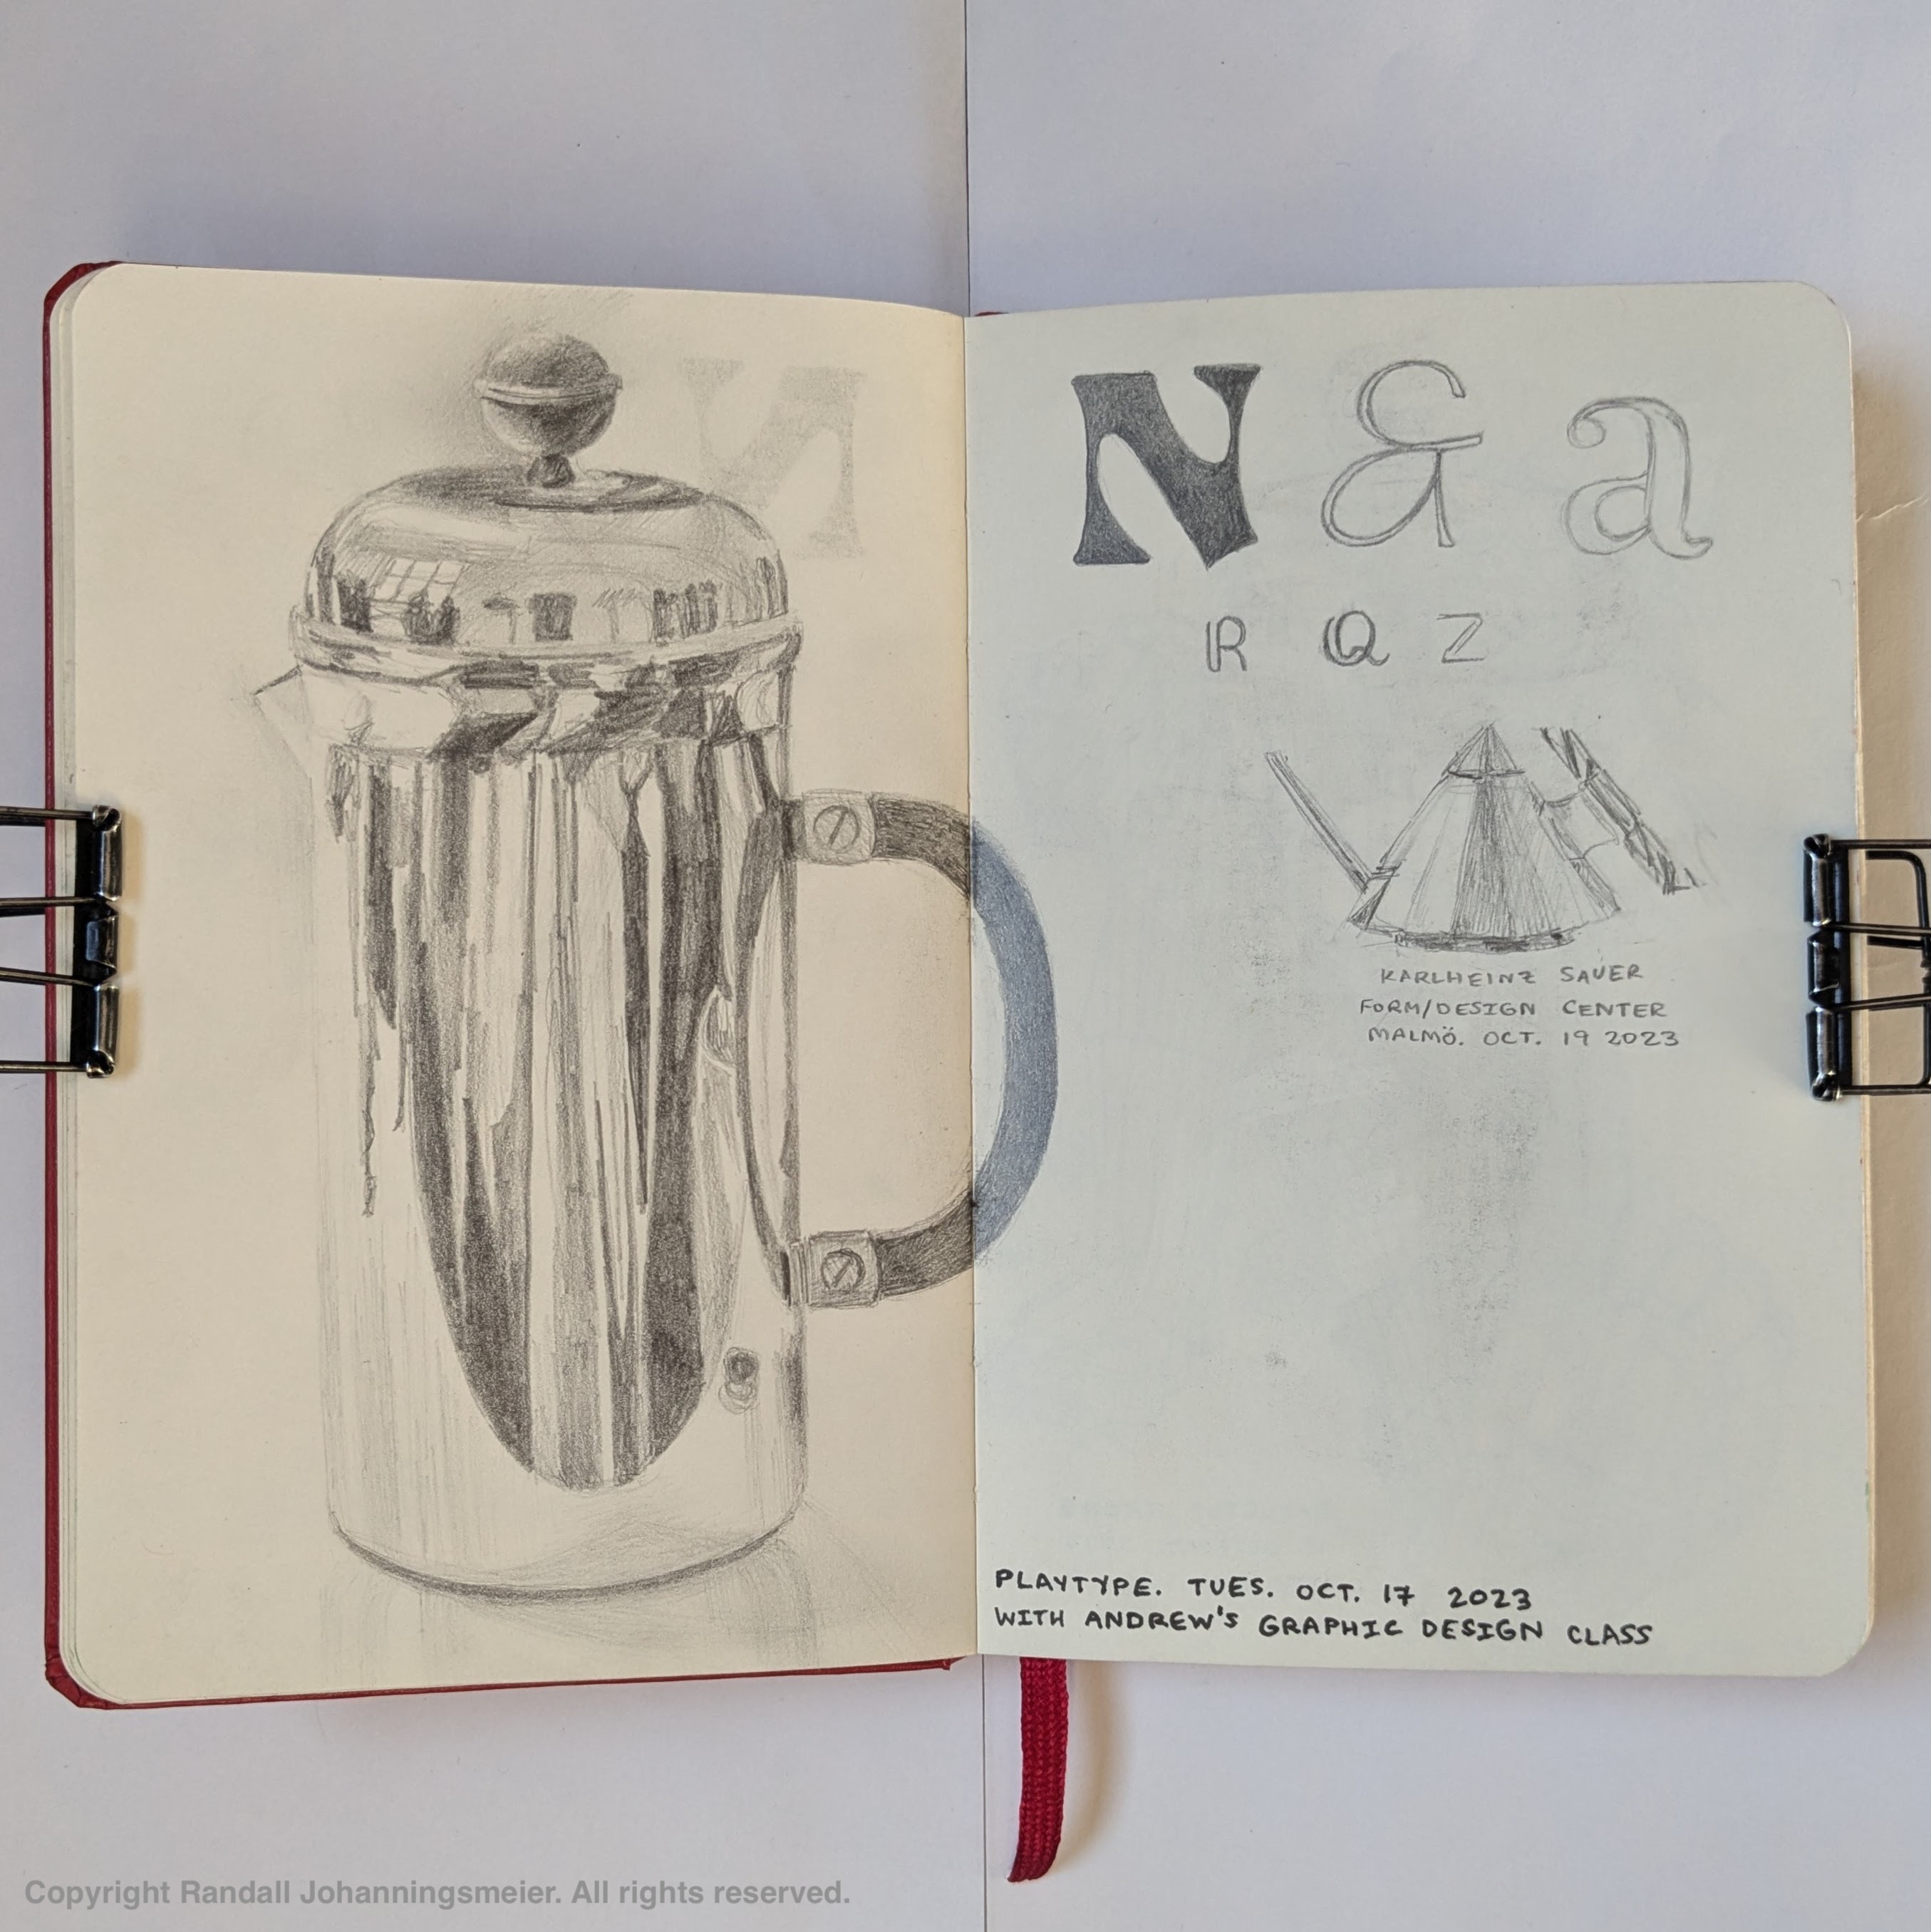 N & a
R Q Z
KARLHEINZ SAUER
FORM/DESIGN CENTER
MALMÖ. OCT. 19 2023
PLAYTYPE. TUES. OCT. 17 2023
WITH ANDREW'S GRAPHIC DESIGN CLASS
Copyright Randall Johanningsmeier. All rights reserved.